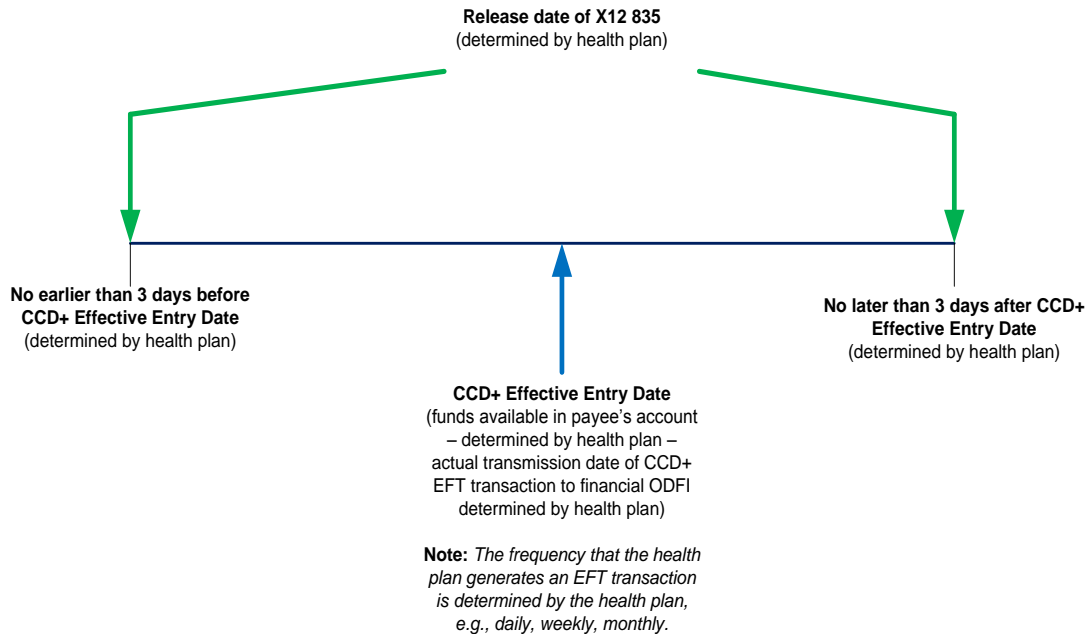 Release date of X12 835
(determined by health plan)
No earlier than 3 days before
CCD+ Effective Entry Date
(determined by health plan)
No later than 3 days after CCD+
Effective Entry Date
(determined by health plan)
CCD+ Effective Entry Date
(funds available in payee's account
– determined by health plan –
actual transmission date of CCD+
EFT transaction to financial ODFI
determined by health plan)
Note: The frequency that the health
plan generates an EFT transaction
is determined by the health plan,
e.g., daily, weekly, monthly.